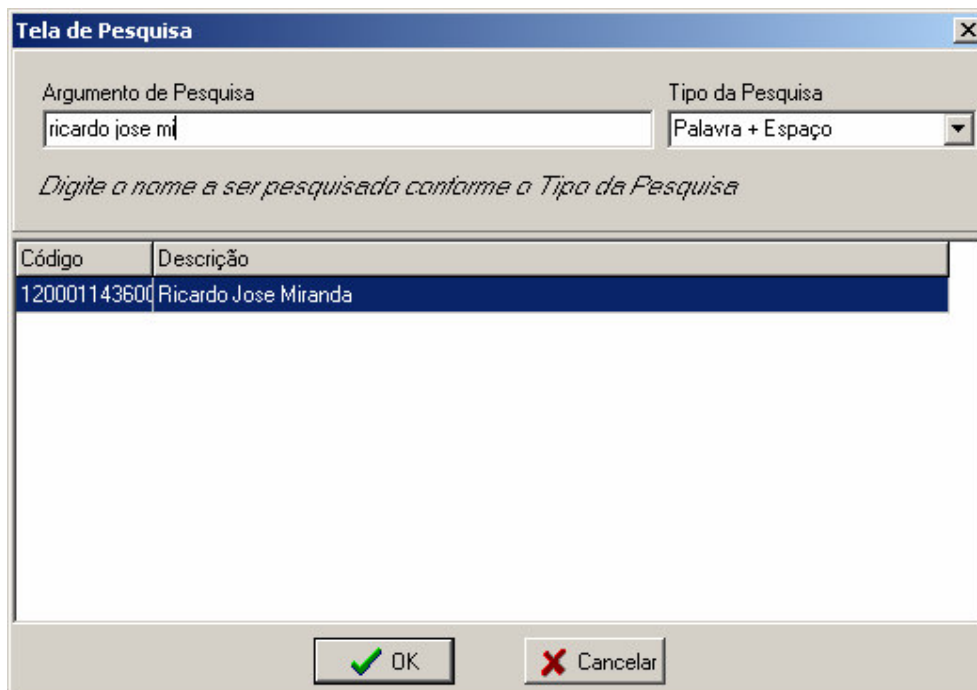 Tela de Pesquisa
Argumento de Pesquisa Tipo da Pesquisa
ricardo jose mi Palavra + Espaço
Digite o nome a ser pesquisado conforme o Tipo da Pesquisa
Código Descrição
120001143600 Ricardo Jose Miranda
OK Cancelar